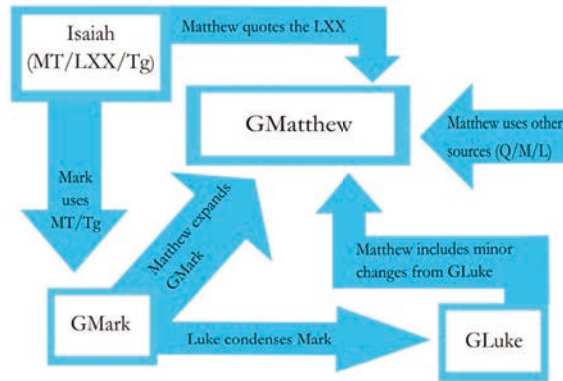 Isaiah
(MT/LXX/Tg)
Matthew quotes the LXX
GMatthew
Matthew uses other
sources (Q/M/L)
Mark
uses
MT/Tg
Matthew expands
GMark
Matthew includes minor
changes from GLuke
GMark
Luke condenses Mark
GLuke